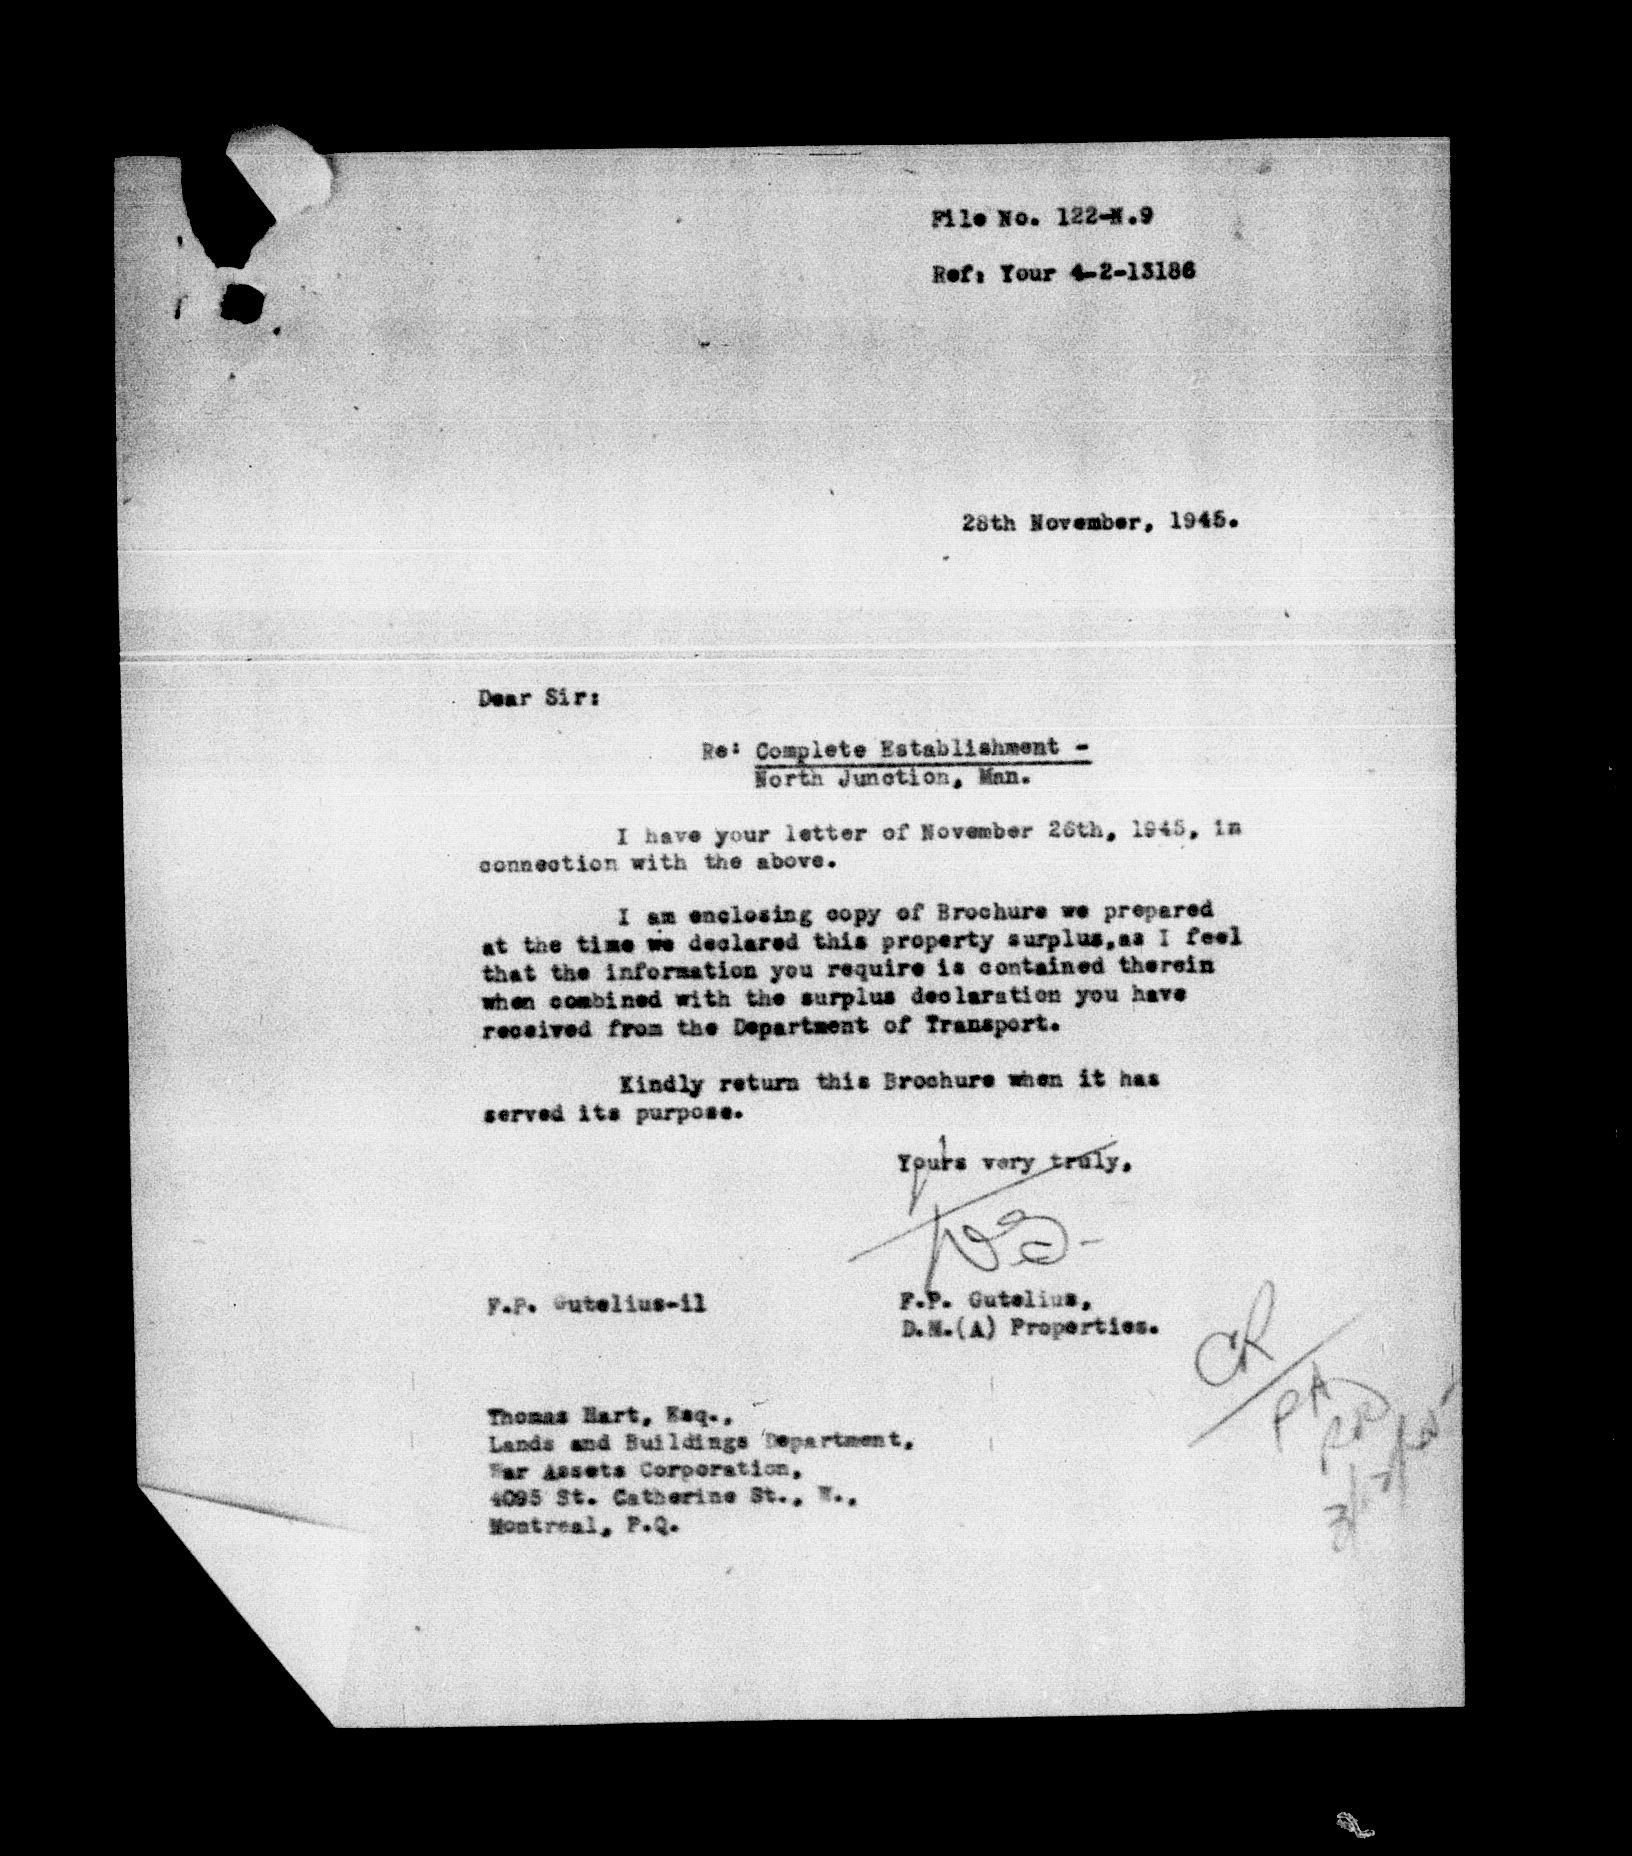 File No. 122-N.9
Ref: Your 4-2-13186
28th November, 1945.
Dear Sir:
Re: Complete Establishment -
North Junction, Man.
I have your letter of November 26th, 1945, in
connection with the above.
I am enclosing copy of Brochure we prepared
at the time we declared this property surplus,as I feel
that the information you require is contained therein
when combined with the surplus declaration you have
received from the Department of Transport.
Kindly return this Brochure when it has
served its purpose.
Yours very truly,
F.P. Gutelius-il
F.P. Gutelius,
D.M.(A) Properties.
CR
PA
Thomas Hart, Esq.,
Lands and Buildings Department,
War Assets Corporation,
4095 St. Catherine St., W.,
Montreal, P.Q.